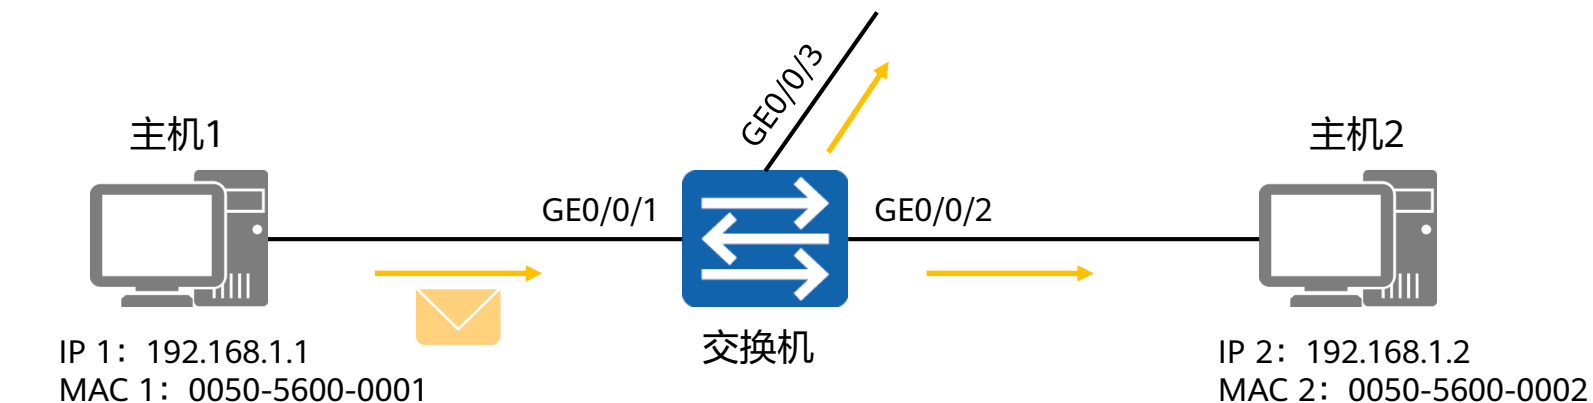 GE0/0/3
主机1
主机2
GE0/0/1
GE0/0/2
交换机
IP 1：192.168.1.1
MAC 1：0050-5600-0001
IP 2：192.168.1.2
MAC 2：0050-5600-0002